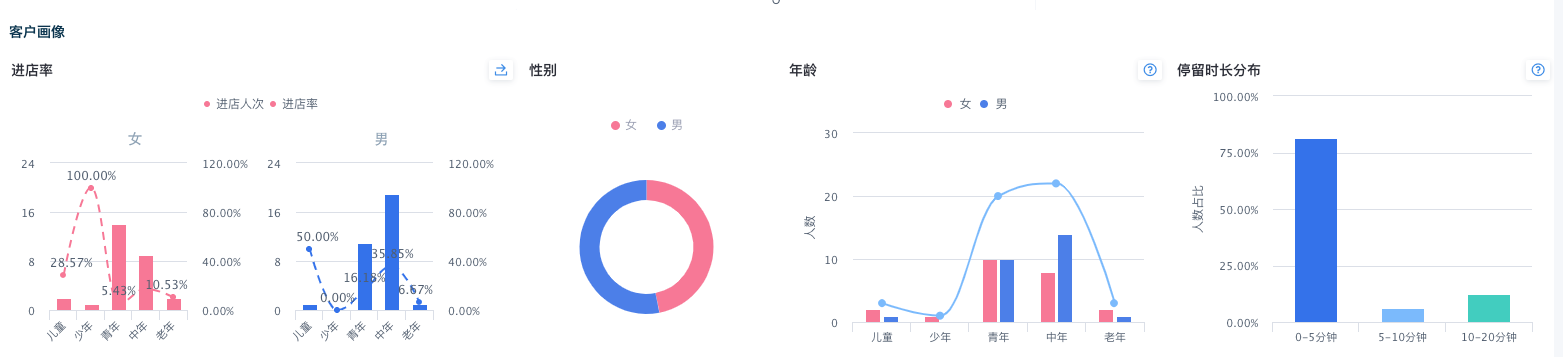 客户画像
进店率
进店人次 进店率
女
24
16
8
0
120.00%
80.00%
40.00%
0.00%
100.00%
28.57%
5.43%
10.53%
儿童 少年 青年 中年 老年
男
24
16
8
0
120.00%
80.00%
40.00%
0.00%
50.00%
0.00%
6.67%
儿童 少年 青年 中年 老年
性别
女 男
年龄
女 男
人数
30
20
10
0
儿童 少年 青年 中年 老年
停留时长分布
人数占比
100.00%
75.00%
50.00%
25.00%
0.00%
0-5分钟 5-10分钟 10-20分钟